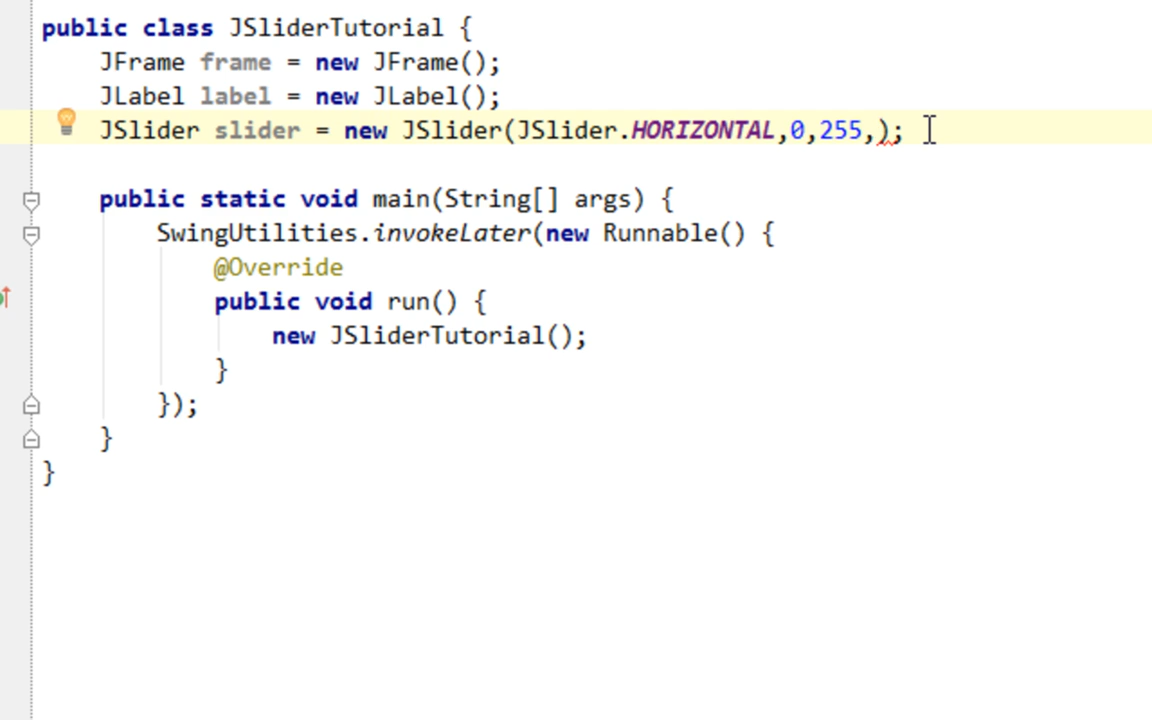 public class JSliderTutorial {
    JFrame frame = new JFrame();
    JLabel label = new JLabel();
    JSlider slider = new JSlider(JSlider.HORIZONTAL,0,255,);
    public static void main(String[] args) {
        SwingUtilities.invokeLater(new Runnable() {
            @Override
            public void run() {
                new JSliderTutorial();
            }
        });
    }
}